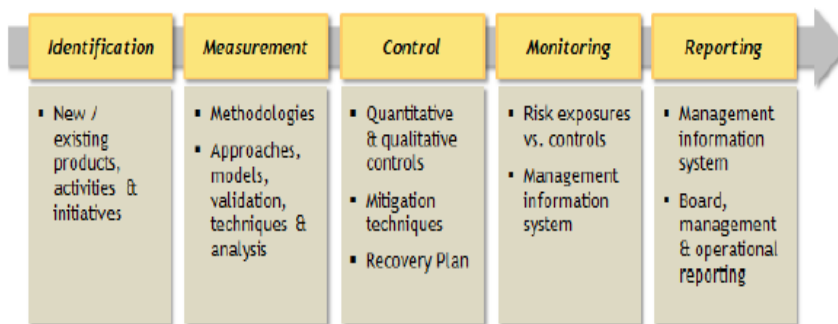 Identification
▪ New /
existing
products,
activities &
initiatives
Measurement
▪ Methodologies
▪ Approaches,
models,
validation,
techniques &
analysis
Control
▪ Quantitative
& qualitative
controls
▪ Mitigation
techniques
▪ Recovery Plan
Monitoring
▪ Risk exposures
vs. controls
▪ Management
information
system
Reporting
▪ Management
information
system
▪ Board,
management
& operational
reporting